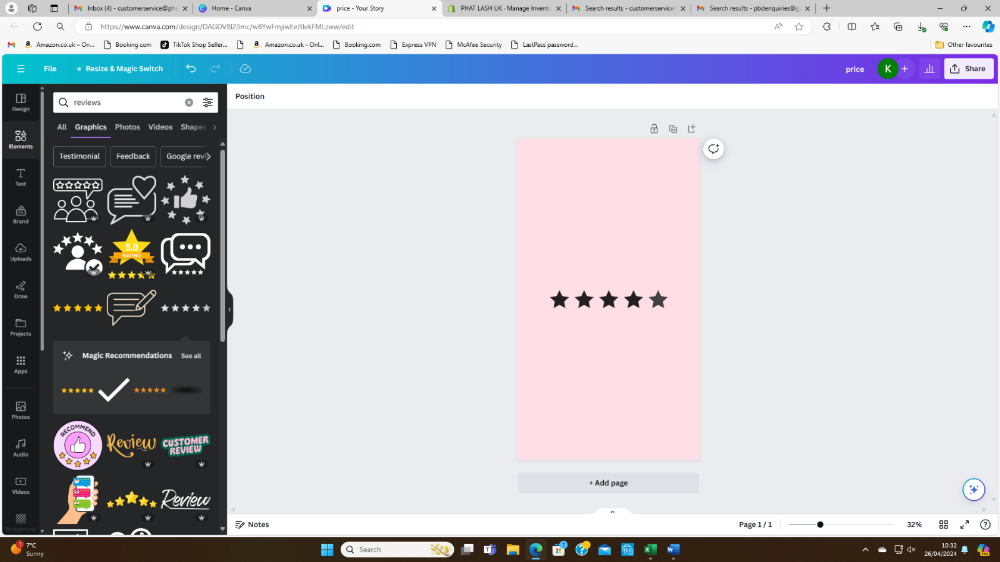 Inbox (4) - customerservice@pha
Home - Canva
price - Your Story
PHAT LASH UK · Manage Invento
Search results - customerservice(
Search results - pbdenquiries@g
https://www.canva.com/design/DAGDV8I23mc/wBYwFmjiwEeJtlekFMLzww/edit
Amazon.co.uk – On...
Booking.com
TikTok Shop Seller...
Amazon.co.uk - Onl...
Booking.com
Express VPN
McAfee Security
LastPass password...
Other favourites
File
Resize & Magic Switch
price
K
+
Share
Design
Elements
Text
Brand
Uploads
Draw
Projects
Apps
Photos
Audio
Videos
Background
reviews
All
Graphics
Photos
Videos
Shapes
Testimonial
Feedback
Google revi
5.0
RATING
Magic Recommendations
See all
RECOMMEND
Review
CUSTOMER
REVIEW
Review
Position
+ Add page
Notes
Page 1 / 1
32%
1
7°C
Sunny
Search
1
10:32
26/04/2024
PRE